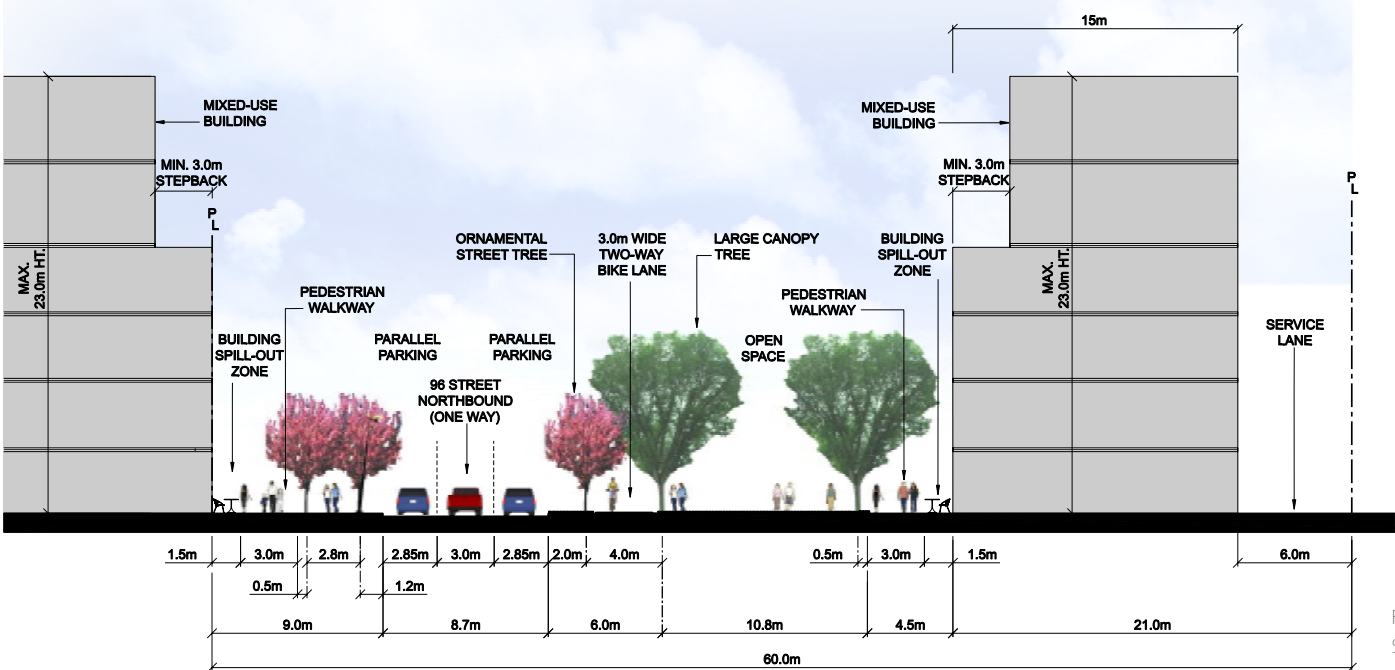 15m
MIXED-USE
BUILDING
MIXED-USE
BUILDING
MIN. 3.0m
STEPBACK
MIN. 3.0m
STEPBACK
P
L
P
L
ORNAMENTAL
STREET TREE
3.0m WIDE
TWO-WAY
BIKE LANE
LARGE CANOPY
TREE
BUILDING
SPILL-OUT
ZONE
MAX.
23.0m HT.
MAX.
23.0m HT.
PEDESTRIAN
WALKWAY
PEDESTRIAN
WALKWAY
BUILDING
SPILL-OUT
ZONE
PARALLEL
PARKING
PARALLEL
PARKING
OPEN
SPACE
SERVICE
LANE
96 STREET
NORTHBOUND
(ONE WAY)
1.5m 3.0m 2.8m 2.85m 3.0m 2.85m 2.0m 4.0m 0.5m 3.0m 1.5m 6.0m
0.5m 1.2m
9.0m 8.7m 6.0m 10.8m 4.5m 21.0m
60.0m